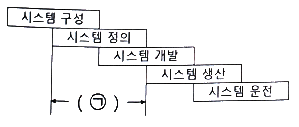 시스템 구성
시스템 정의
시스템 개발
시스템 생산
시스템 운전
( ㉠ )